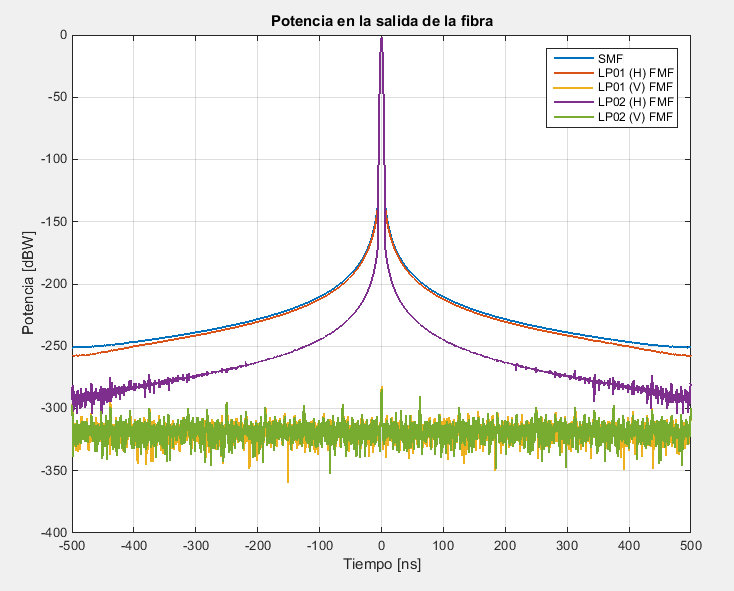 Potencia en la salida de la fibra
SMF
LP01 (H) FMF
LP01 (V) FMF
LP02 (H) FMF
LP02 (V) FMF
Potencia [dBW]
0
-50
-100
-150
-200
-250
-300
-350
-400
-500
-400
-300
-200
-100
0
100
200
300
400
500
Tiempo [ns]